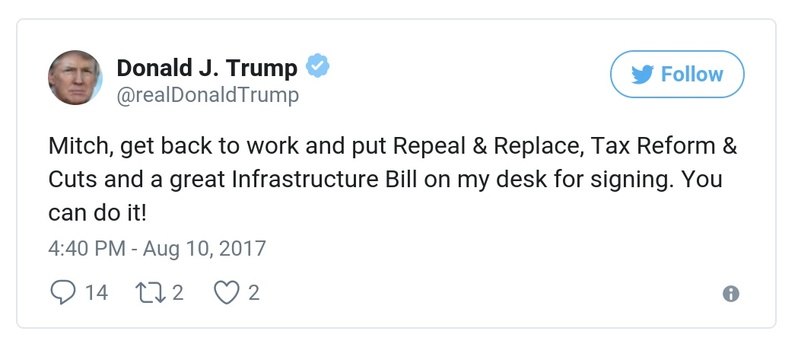 Donald J. Trump
Follow
@realDonaldTrump
Mitch, get back to work and put Repeal & Replace, Tax Reform &
Cuts and a great Infrastructure Bill on my desk for signing. You
can do it!
4:40 PM - Aug 10, 2017
14 2 2